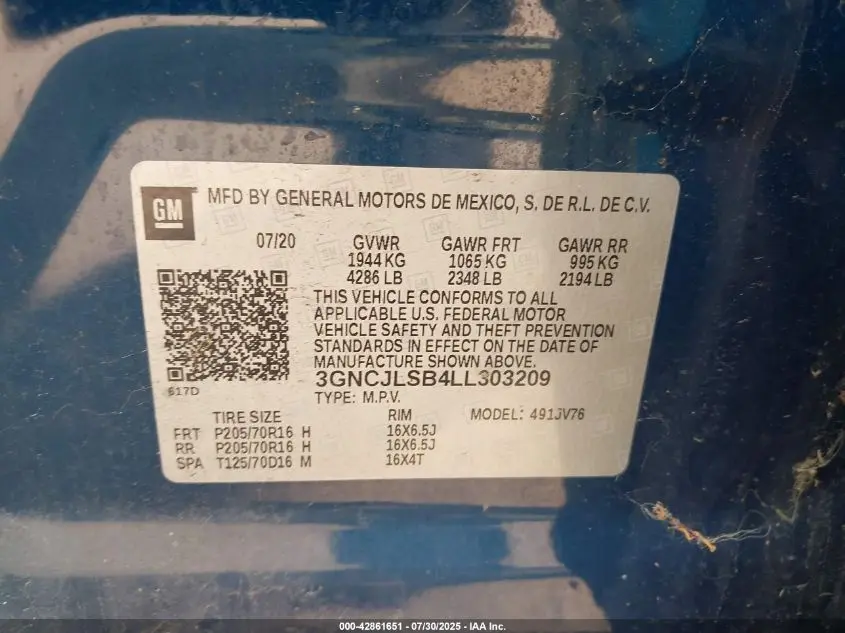 GM
MFD BY GENERAL MOTORS DE MEXICO, S. DE R.L. DE C.V.
07/20 GVWR GAWR FRT GAWR RR
1944 KG 1065 KG 995 KG
4286 LB 2348 LB 2194 LB
THIS VEHICLE CONFORMS TO ALL
APPLICABLE U.S. FEDERAL MOTOR
VEHICLE SAFETY AND THEFT PREVENTION
STANDARDS IN EFFECT ON THE DATE OF
MANUFACTURE SHOWN ABOVE.
617D
3GNCJLSB4LL303209
TYPE: M.P.V.
TIRE SIZE RIM MODEL: 491JV76
FRT P205/70R16 H 16X6.5J
RR P205/70R16 H 16X6.5J
SPA T125/70D16 M 16X4T
000-42861651 - 07/30/2025 - IAA Inc.